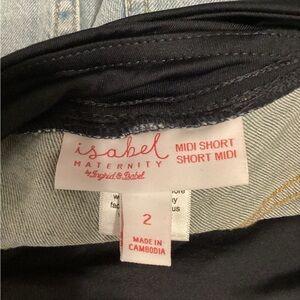 isabel
MATERNITY
by Ingrid & Isabel
MIDI SHORT
SHORT MIDI
2
MADE IN
CAMBODIA